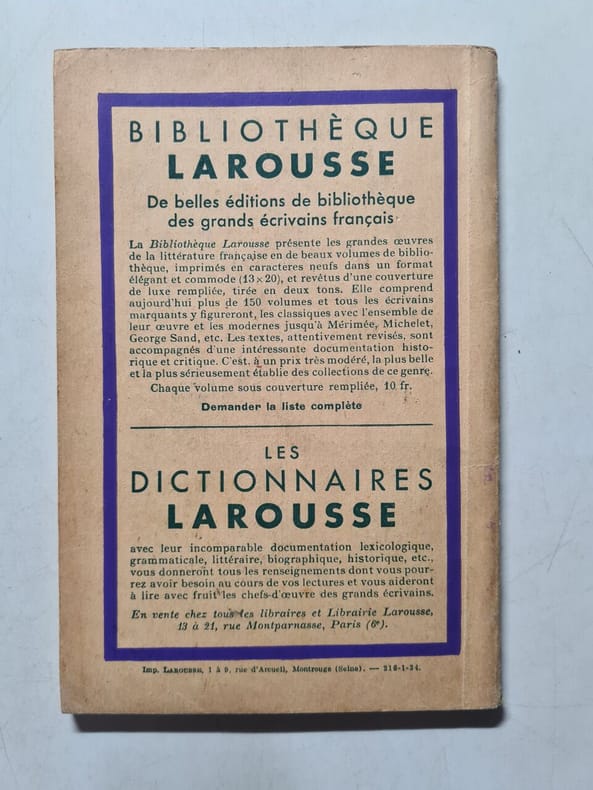 BIBLIOTHÈQUE
LAROUSSE
De belles éditions de bibliothèque
des grands écrivains français
La Bibliothèque Larousse présente les grandes œuvres
de la littérature française en de beaux volumes de biblio-
thèque, imprimés en caracteres neufs dans un format
élégant et commode (13×20), et revêtus d'une couverture
de luxe rempliée, tirée en deux tons. Elle comprend
aujourd'hui plus de 150 volumes et tous les écrivains
marquants y figureront, les classiques avec l'ensemble de
leur œuvre et les modernes jusqu'à Mérimée, Michelet,
George Sand, etc. Les textes, attentivement revisés, sont
accompagnés d'une intéressante documentation histo-
rique et critique. C'est, à un prix très modéré, la plus belle
et la plus sérieusement établie des collections de ce genre.
Chaque volume sous couverture rempliée, 10 fr.
Demander la liste complète
LES
DICTIONNAIRES
LAROUSSE
avec leur incomparable documentation lexicologique,
grammaticale, littéraire, biographique, historique, etc.,
vous donneront tous les renseignements dont vous pour-
rez avoir besoin au cours de vos lectures et vous aideront
à lire avec fruit les chefs-d'œuvre des grands écrivains.
En vente chez tous les libraires et Librairie Larousse,
13 à 21, rue Montparnasse, Paris (6e).
Imp. LAROUSSE, 1 à 9, rue d'Arcueil, Montrouge (Seine). — 216-1-34.